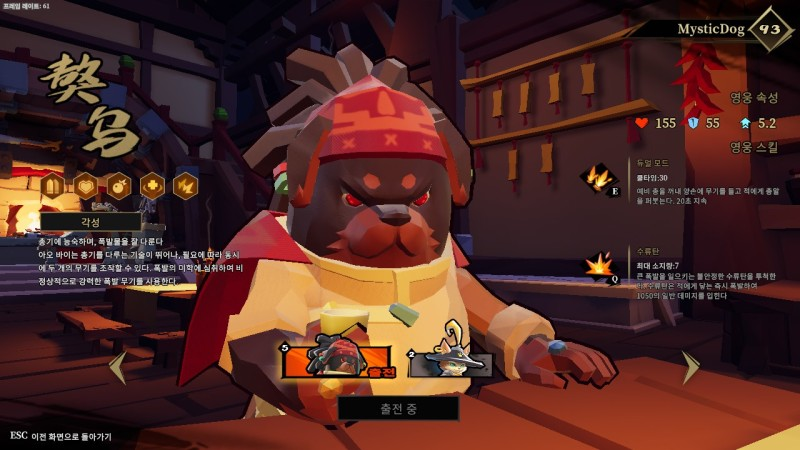 프레임 레이트: 61
MysticDog 93
獒乌
영웅 속성
155 55 5.2
영웅 스킬
듀얼 모드
쿨타임:30
예비 총을 꺼내 양손에 무기를 들고 적에게 총알
을 퍼붓는다. 20초 지속
E
각성
총기에 능숙하며, 폭발물을 잘 다룬다
아오 바이는 총기를 다루는 기술이 뛰어나, 필요에 따라 동시
에 두 개의 무기를 조작할 수 있다. 폭발의 미학에 심취하여 비
정상적으로 강력한 폭발 무기를 사용한다
수류탄
최대 소지량:7
큰 폭발을 일으키는 불안정한 수류탄을 투척한
다. 수류탄은 적에게 닿는 즉시 폭발하여
1050의 일반 데미지를 입힌다
Q
5
출전
2
출전 중
ESC 이전 화면으로 돌아가기